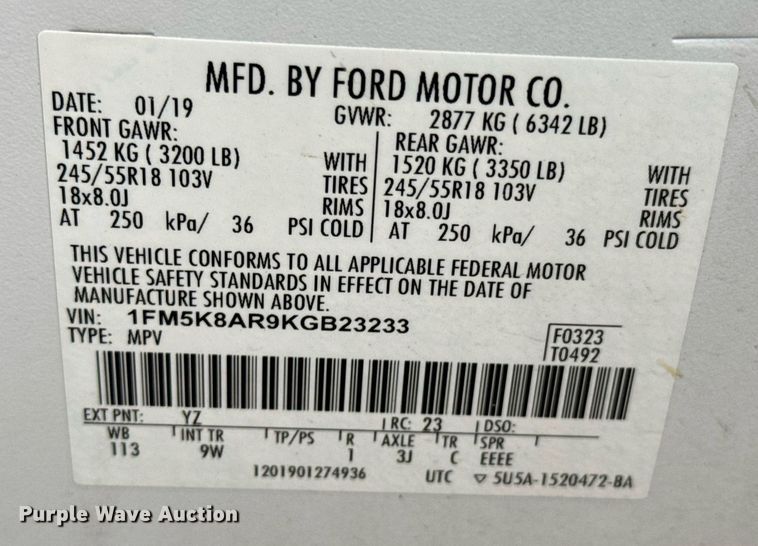 MFD. BY FORD MOTOR CO.
DATE: 01/19 GVWR: 2877 KG ( 6342 LB)
FRONT GAWR: REAR GAWR:
1452 KG ( 3200 LB) WITH 1520 KG ( 3350 LB) WITH
245/55R18 103V TIRES 245/55R18 103V TIRES
18x8.0J RIMS 18x8.0J RIMS
AT 250 kPa/ 36 PSI COLD AT 250 kPa/ 36 PSI COLD
THIS VEHICLE CONFORMS TO ALL APPLICABLE FEDERAL MOTOR
VEHICLE SAFETY STANDARDS IN EFFECT ON THE DATE OF
MANUFACTURE SHOWN ABOVE.
VIN: 1FM5K8AR9KGB23233
TYPE: MPV F0323
T0492
EXT PNT: YZ RC: 23 DSO:
WB INT TR TP/PS R AXLE TR SPR
113 9W 1 3J C EEEE
1201901274936 UTC ▽ 5U5A-1520472-BA
Purple Wave Auction